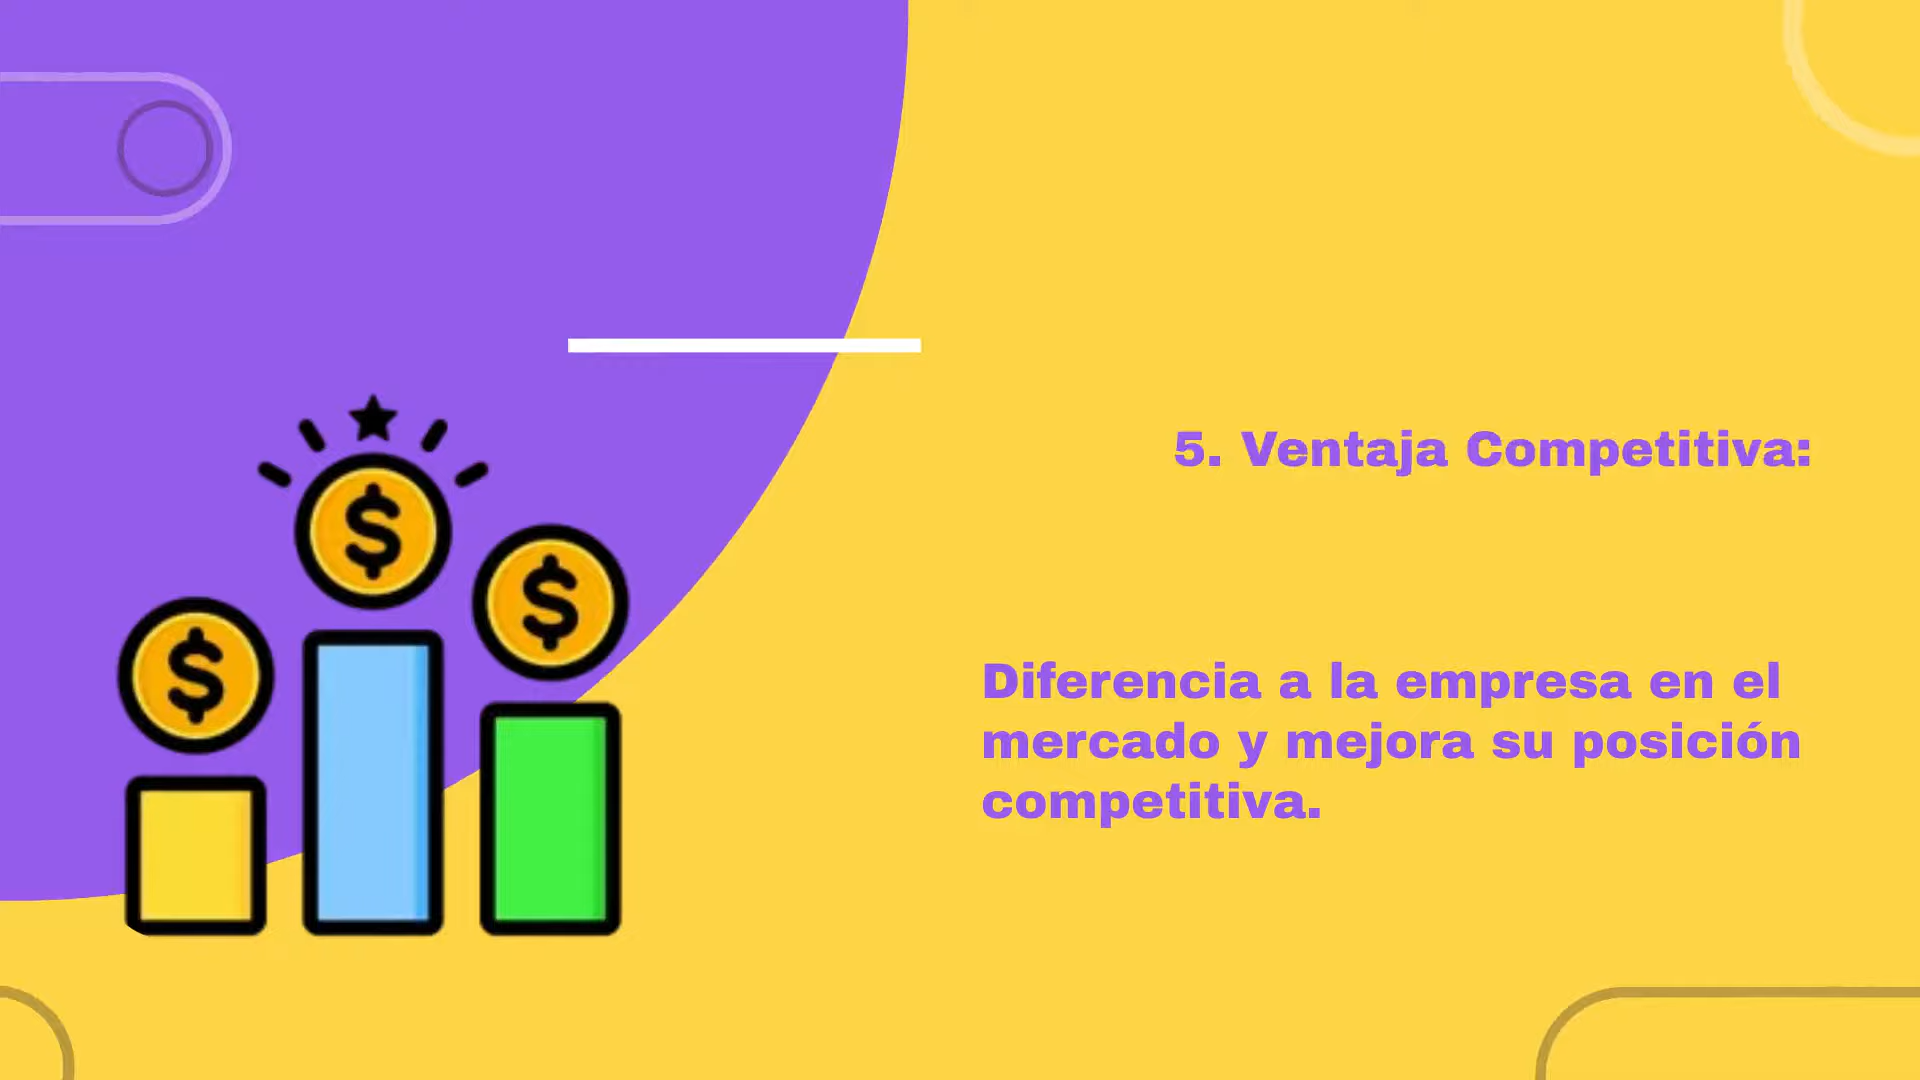 5. Ventaja Competitiva:
Diferencia a la empresa en el
mercado y mejora su posición
competitiva.
$
$
$